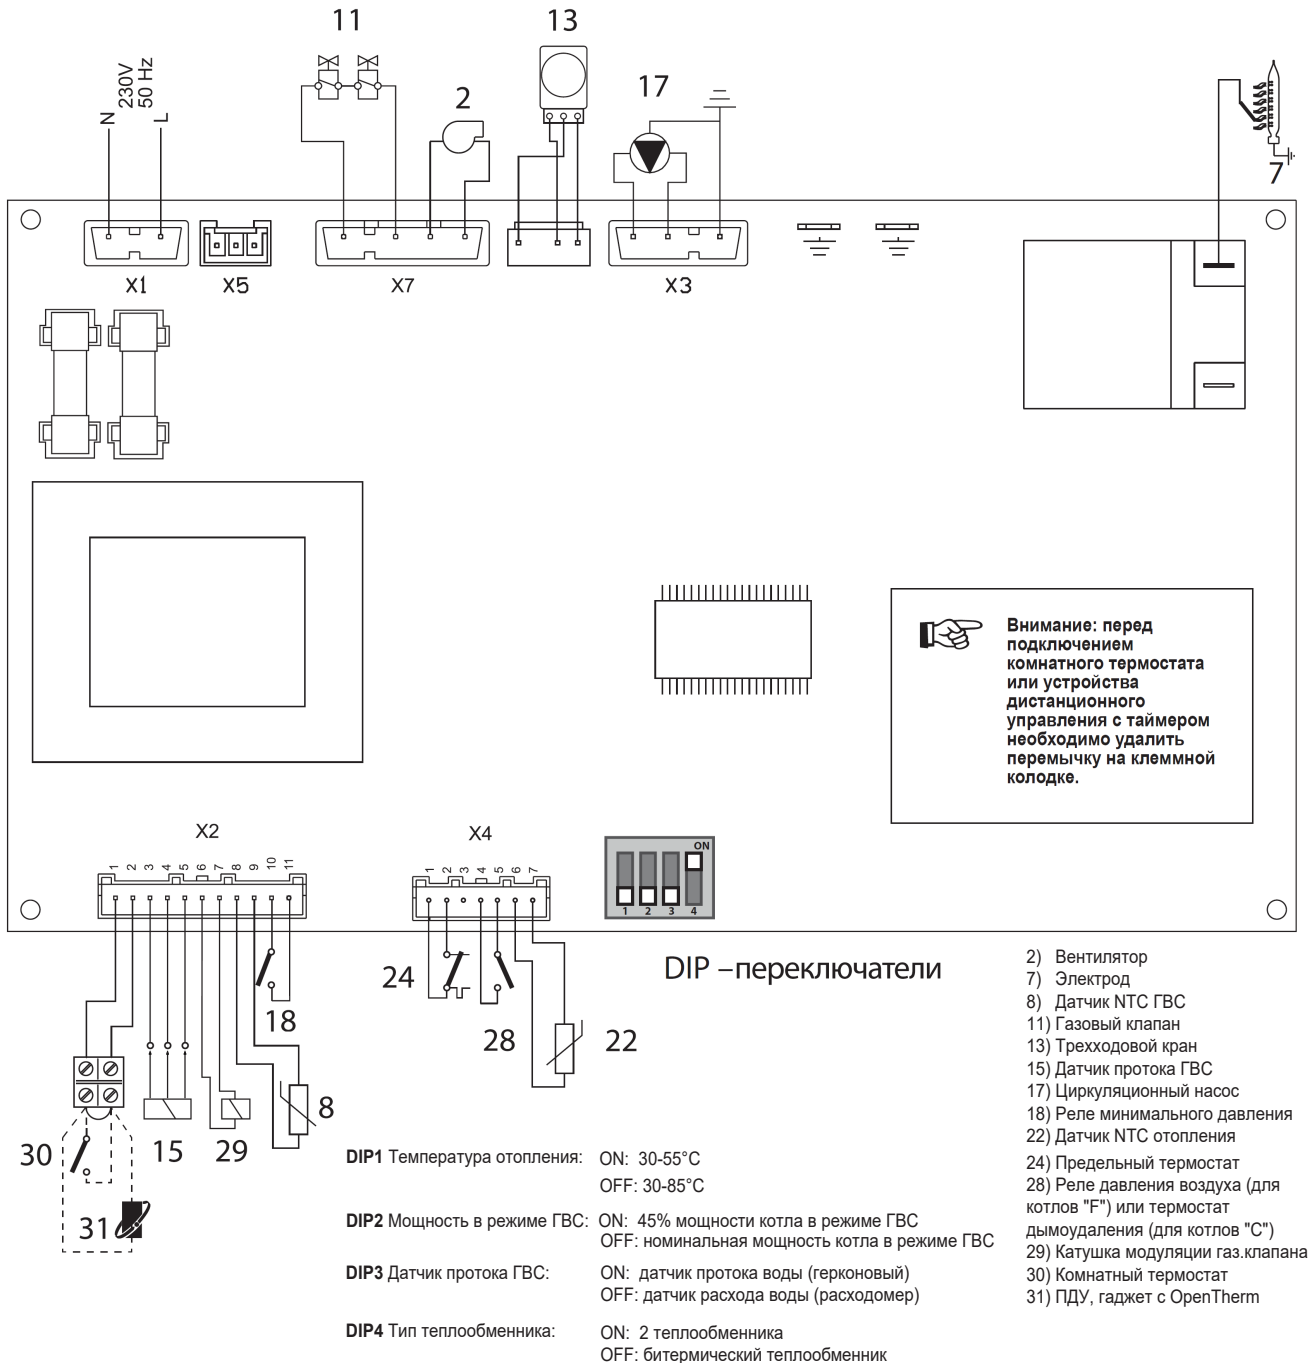 11
13
2
17
7
N
230V
50 Hz
L
X1
X5
X7
X3
Внимание: перед
подключением
комнатного термостата
или устройства
дистанционного
управления с таймером
необходимо удалить
перемычку на клеммной
колодке.
X2
1 2 3 4 5 6 7 8 9 10 11
X4
1 2 3 4 5 6 7
ON
1 2 3 4
DIP –переключатели
24
28
22
18
8
30
15
29
31
2) Вентилятор
7) Электрод
8) Датчик NTC ГВС
11) Газовый клапан
13) Трехходовой кран
15) Датчик протока ГВС
17) Циркуляционный насос
18) Реле минимального давления
22) Датчик NTC отопления
24) Предельный термостат
28) Реле давления воздуха (для
котлов "F") или термостат
дымоудаления (для котлов "C")
29) Катушка модуляции газ.клапана
30) Комнатный термостат
31) ПДУ, гаджет с OpenTherm
DIP1 Температура отопления: ON: 30-55°C
OFF: 30-85°C
DIP2 Мощность в режиме ГВС: ON: 45% мощности котла в режиме ГВС
OFF: номинальная мощность котла в режиме ГВС
DIP3 Датчик протока ГВС: ON: датчик протока воды (герконовый)
OFF: датчик расхода воды (расходомер)
DIP4 Тип теплообменника: ON: 2 теплообменника
OFF: битермический теплообменник